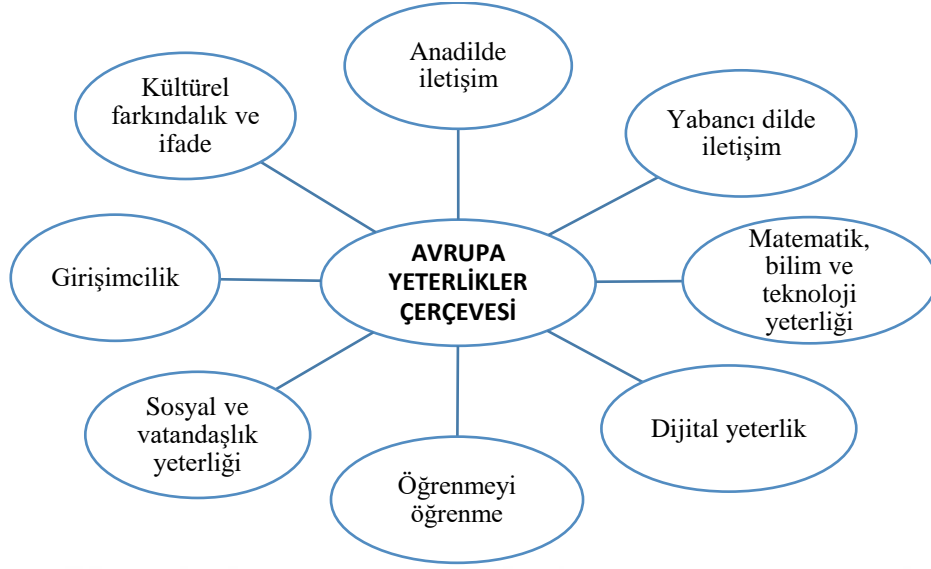 Anadilde
iletişim
Kültürel
farkındalık ve
ifade
Yabancı dilde
iletişim
Girişimcilik
AVRUPA
YETERLİKLER
ÇERÇEVESİ
Matematik,
bilim ve
teknoloji
yeterliği
Sosyal ve
vatandaşlık
yeterliği
Dijital yeterlik
Öğrenmeyi
öğrenme